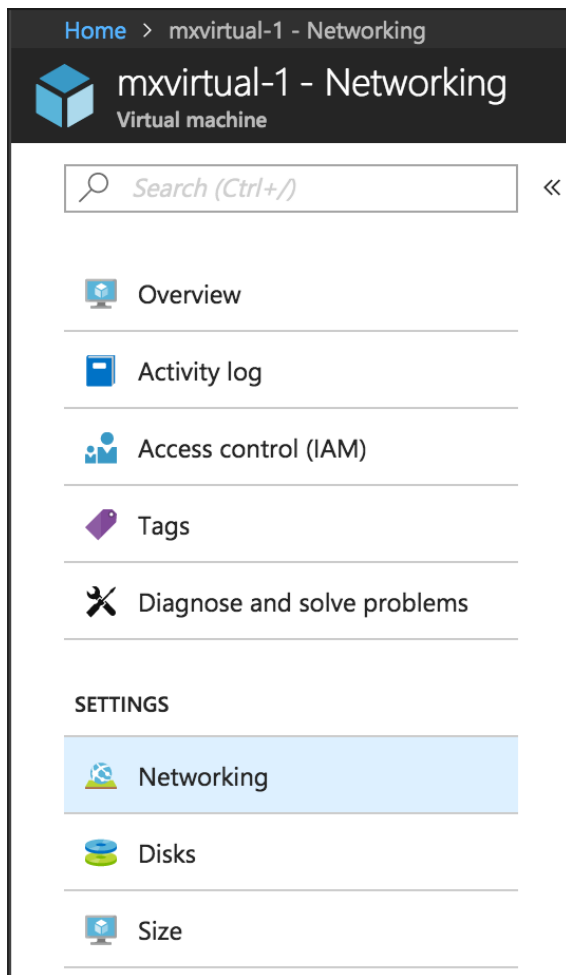 Home > mxvirtual-1 - Networking
mxvirtual-1 - Networking
Virtual machine
Search (Ctrl+/)
Overview
Activity log
Access control (IAM)
Tags
Diagnose and solve problems
SETTINGS
Networking
Disks
Size